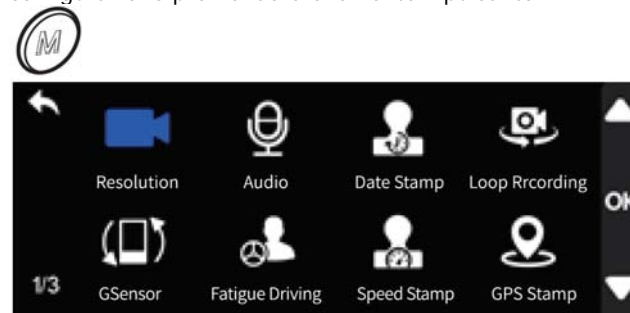 M
Resolution Audio Date Stamp Loop Rrcording
OK
1/3 GSensor Fatigue Driving Speed Stamp GPS Stamp